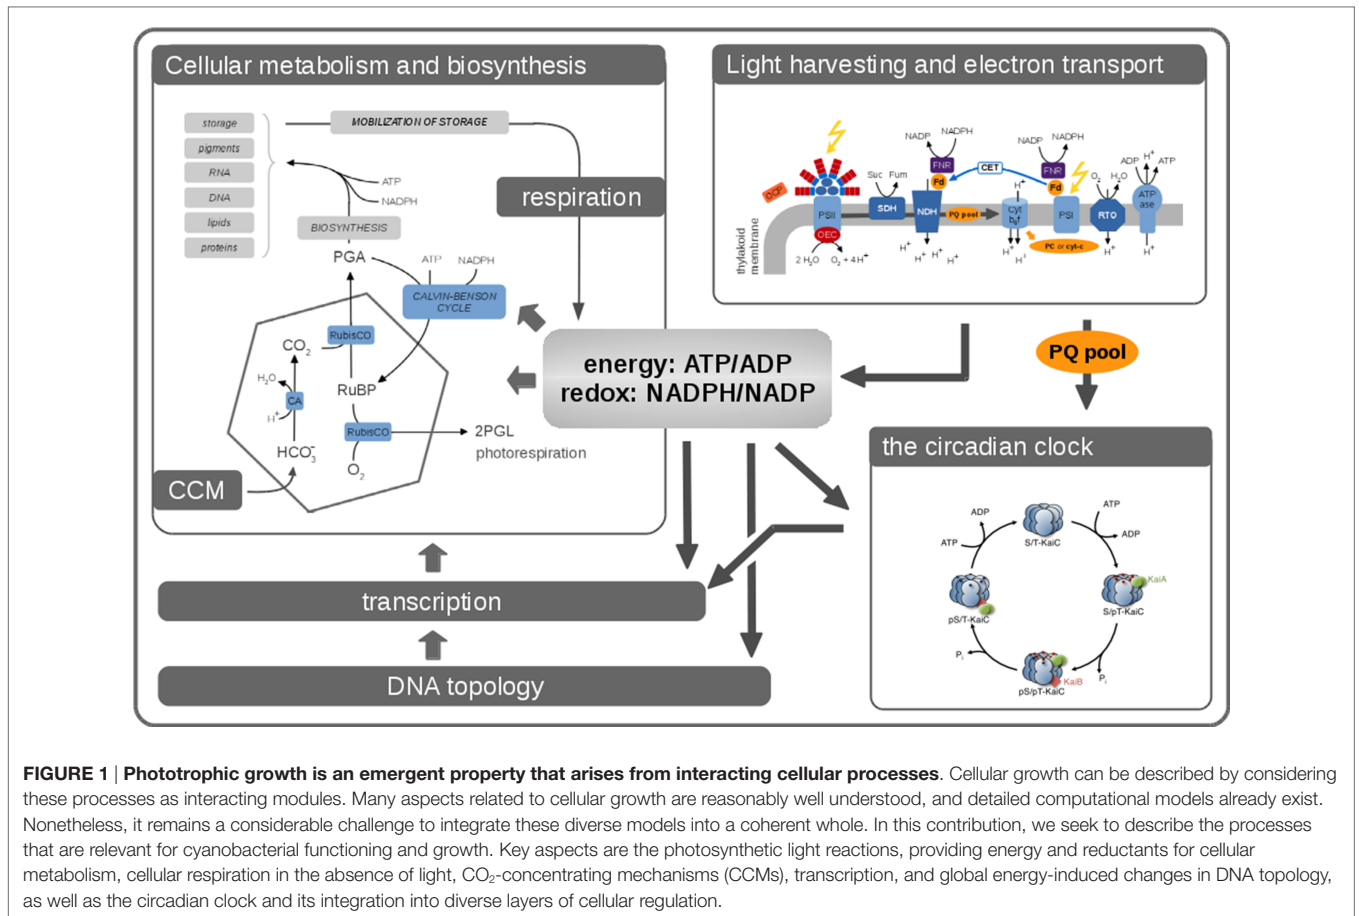 Cellular metabolism and biosynthesis
storage
pigments
RNA
DNA
lipids
proteins
MOBILIZATION OF STORAGE
respiration
ATP
NADPH
BIOSYNTHESIS
PGA
ATP
NADPH
CALVIN-BENSON
CYCLE
RubisCO
CO2
H2O
CA
H+
HCO3-
RuBP
RubisCO
O2
2PGL
photorespiration
CCM
Light harvesting and electron transport
thylakoid
membrane
OCP
PSII
OEC
2 H2O
O2 + 4 H+
Suc
Fum
SDH
NADP
NADPH
FNR
Fd
NDH
H+
H+
H+
H+
PQ pool
CET
H+
Cyt
b6f
H+
H+
PC or cyt-c
NADP
NADPH
FNR
Fd
PSI
O2
H2O
RTO
H+
ADP
H+
ATP
ATP
ase
H+
energy: ATP/ADP
redox: NADPH/NADP
PQ pool
the circadian clock
S/T-KaiC
ATP
ADP
KaiA
S/pT-KaiC
Pi
KaiB
pS/pT-KaiC
Pi
pS/T-KaiC
ATP
ADP
transcription
DNA topology
FIGURE 1 | Phototrophic growth is an emergent property that arises from interacting cellular processes. Cellular growth can be described by considering
these processes as interacting modules. Many aspects related to cellular growth are reasonably well understood, and detailed computational models already exist.
Nonetheless, it remains a considerable challenge to integrate these diverse models into a coherent whole. In this contribution, we seek to describe the processes
that are relevant for cyanobacterial functioning and growth. Key aspects are the photosynthetic light reactions, providing energy and reductants for cellular
metabolism, cellular respiration in the absence of light, CO2-concentrating mechanisms (CCMs), transcription, and global energy-induced changes in DNA topology,
as well as the circadian clock and its integration into diverse layers of cellular regulation.